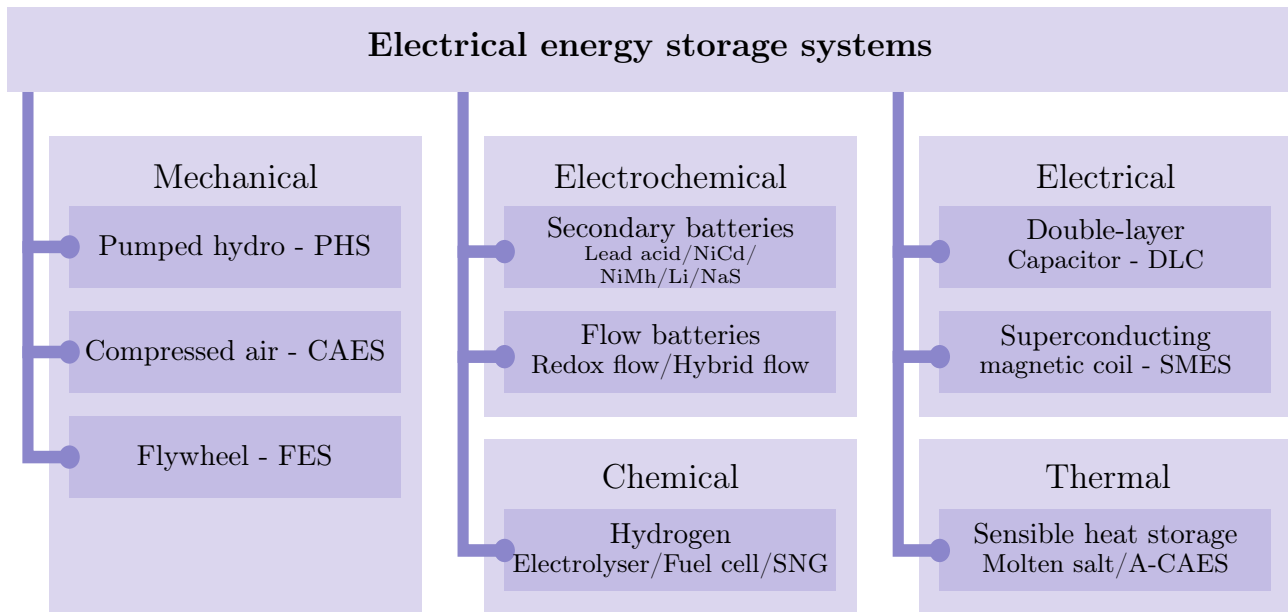 Electrical energy storage systems
Mechanical
Pumped hydro - PHS
Compressed air - CAES
Flywheel - FES
Electrochemical
Secondary batteries
Lead acid/NiCd/
NiMh/Li/NaS
Flow batteries
Redox flow/Hybrid flow
Chemical
Hydrogen
Electrolyser/Fuel cell/SNG
Electrical
Double-layer
Capacitor - DLC
Superconducting
magnetic coil - SMES
Thermal
Sensible heat storage
Molten salt/A-CAES